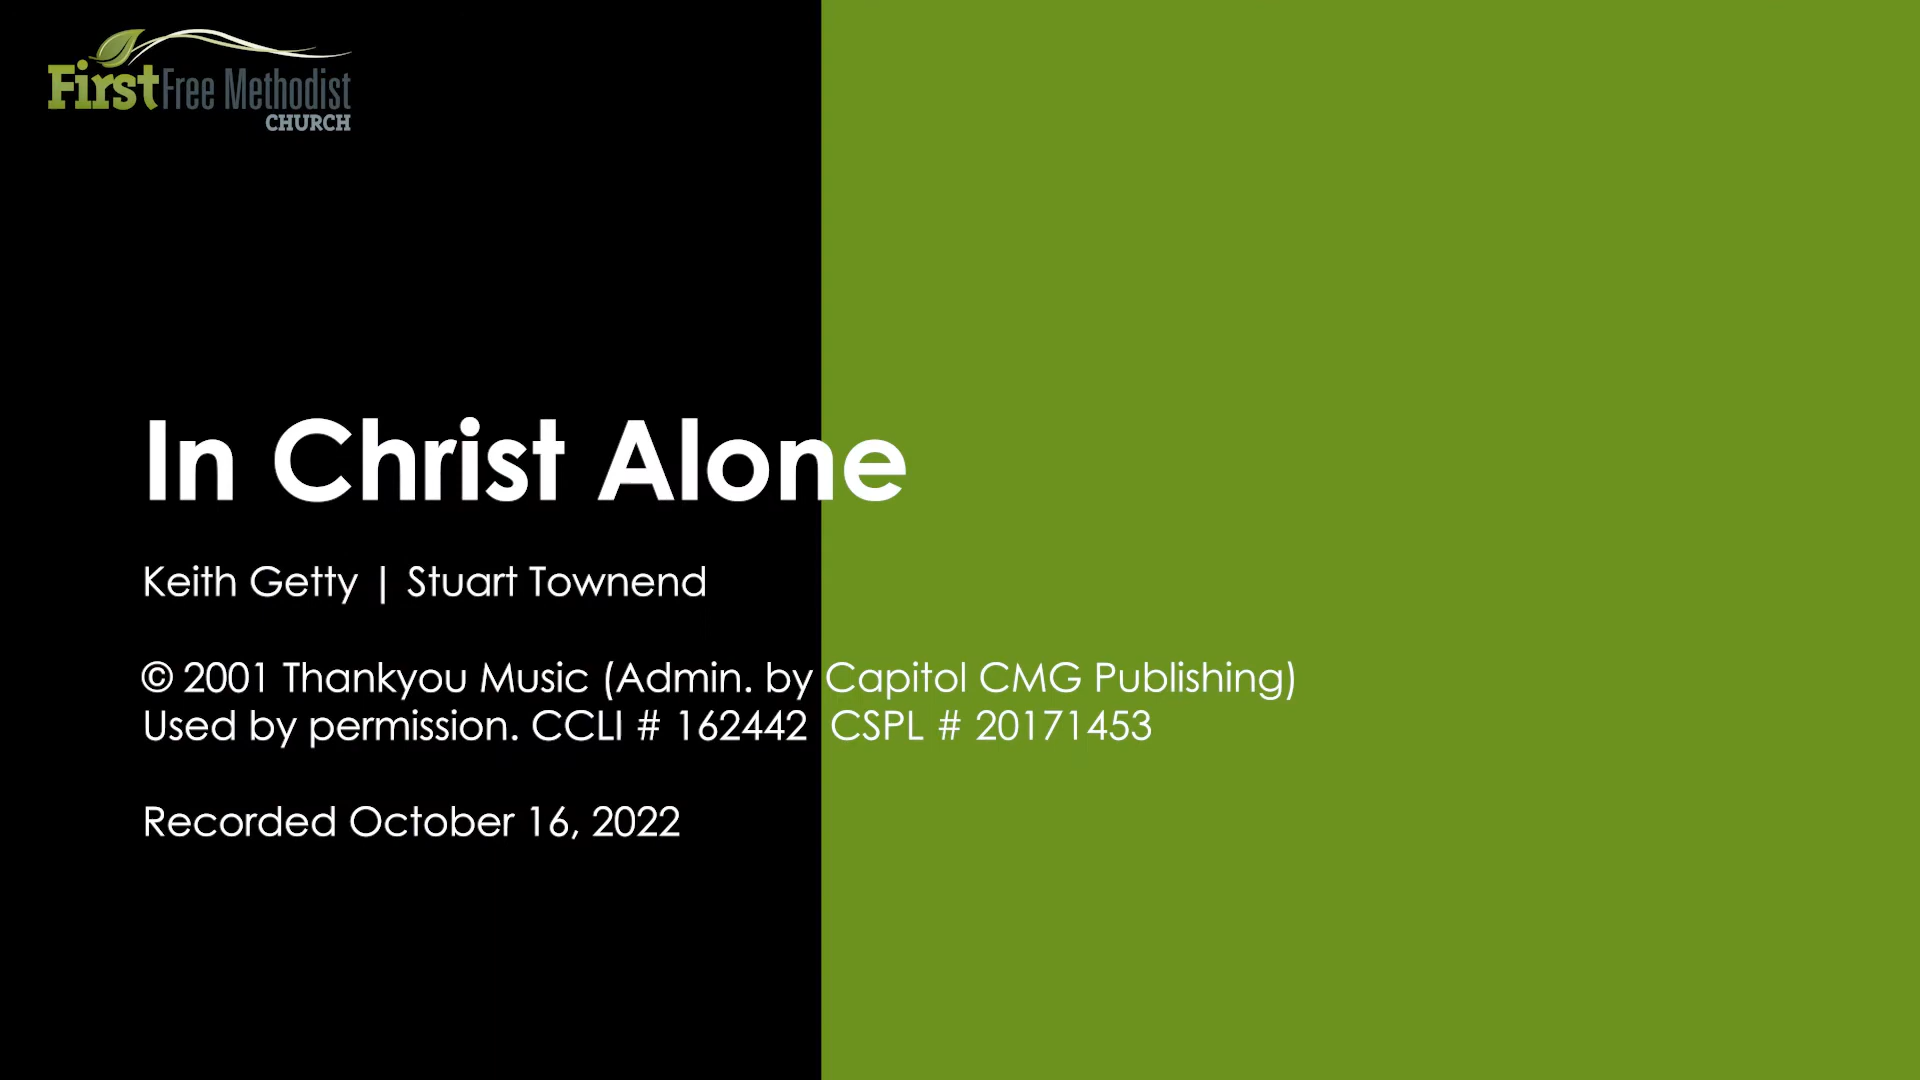 First Free Methodist
CHURCH
In Christ Alone
Keith Getty | Stuart Townend
© 2001 Thankyou Music (Admin. by Capitol CMG Publishing)
Used by permission. CCLI # 162442  CSPL # 20171453
Recorded October 16, 2022